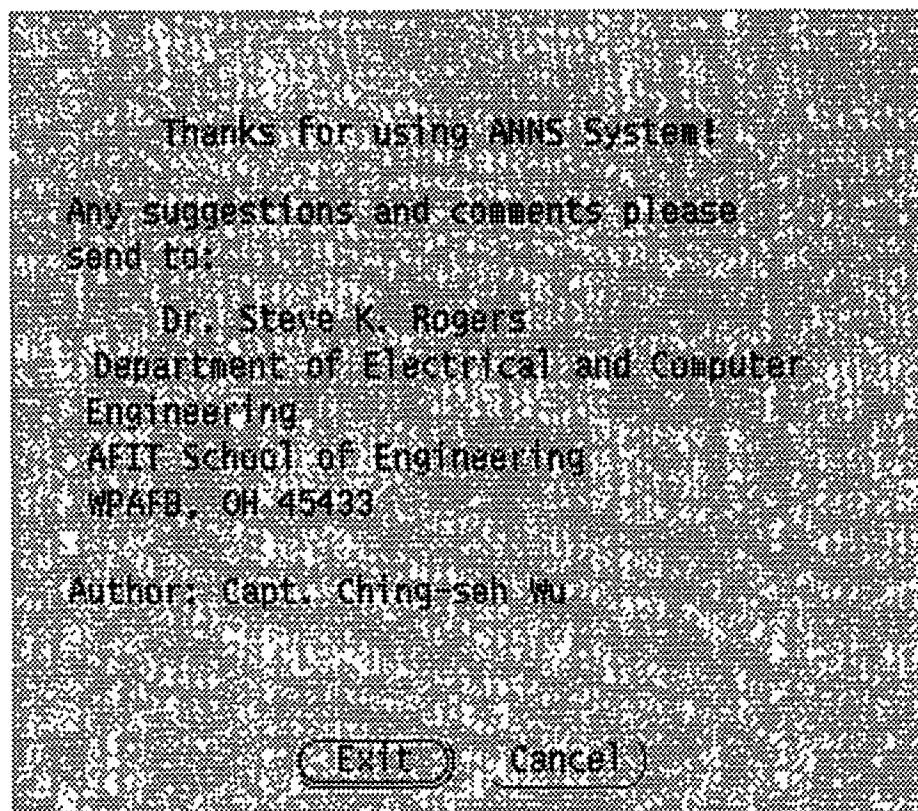 Thanks for using ANNS System!
Any suggestions and comments please
send to:
Dr. Steve K. Rogers
Department of Electrical and Computer
Engineering
AFIT School of Engineering
WPAFB, OH 45433
Author: Capt. Ching-seh Wu
Exit Cancel